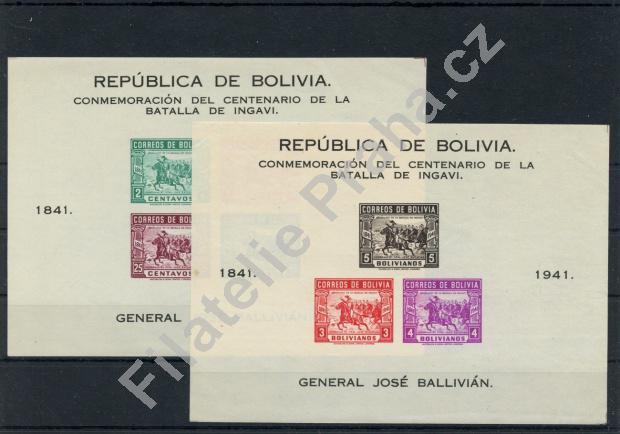 REPÚBLICA DE BOLIVIA.
CONMEMORACIÓN DEL CENTENARIO DE LA
BATALLA DE INGAVI.
CORREOS DE BOLIVIA
2
CENTAVOS
1841.
CORREOS DE BOLIVIA
25
CENTAVOS
GENERAL
REPÚBLICA DE BOLIVIA.
CONMEMORACIÓN DEL CENTENARIO DE LA
BATALLA DE INGAVI.
CORREOS DE BOLIVIA
5 5
BOLIVIANOS
1841. 1941.
CORREOS DE BOLIVIA CORREOS DE BOLIVIA
3 3 4 4
BOLIVIANOS BOLIVIANOS
GENERAL JOSÉ BALLIVIÁN.
Filatelie Praha.cz